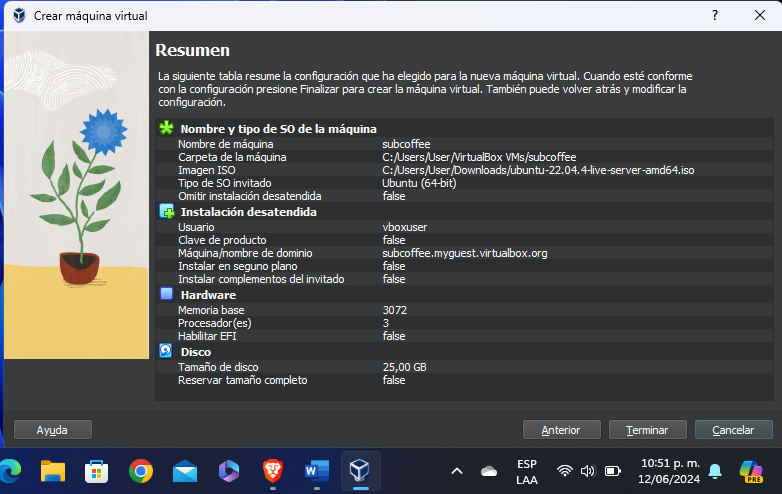 Crear máquina virtual
?
Resumen
La siguiente tabla resume la configuración que ha elegido para la nueva máquina virtual. Cuando esté conforme
con la configuración presione Finalizar para crear la máquina virtual. También puede volver atrás y modificar la
configuración.
Nombre y tipo de SO de la máquina
Nombre de máquina subcoffee
Carpeta de la máquina C:/Users/User/VirtualBox VMs/subcoffee
Imagen ISO C:/Users/User/Downloads/ubuntu-22.04.4-live-server-amd64.iso
Tipo de SO invitado Ubuntu (64-bit)
Omitir instalación desatendida false
Instalación desatendida
Usuario vboxuser
Clave de producto false
Máquina/nombre de dominio subcoffee.myguest.virtualbox.org
Instalar en seguno plano false
Instalar complementos del invitado false
Hardware
Memoria base 3072
Procesador(es) 3
Habilitar EFI false
Disco
Tamaño de disco 25,00 GB
Reservar tamaño completo false
Ayuda Anterior Terminar Cancelar
ESP 10:51 p. m.
LAA 12/06/2024
PRE